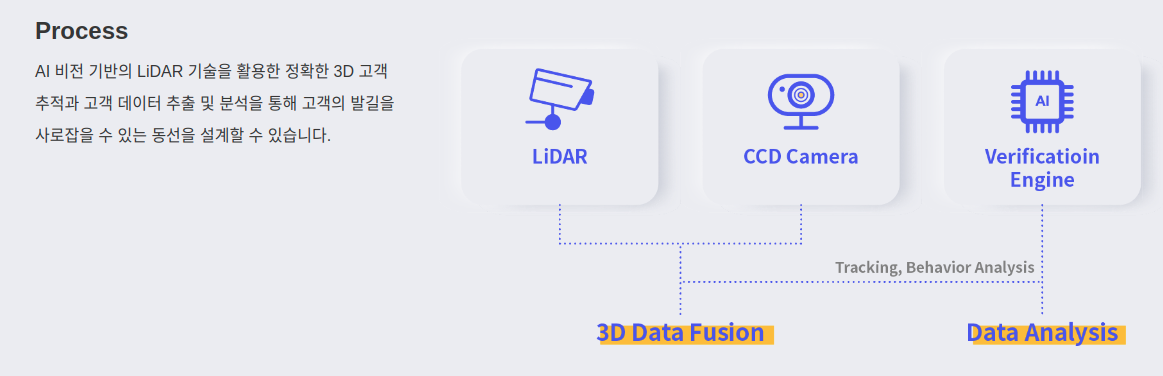 Process
AI 비전 기반의 LiDAR 기술을 활용한 정확한 3D 고객
추적과 고객 데이터 추출 및 분석을 통해 고객의 발길을
사로잡을 수 있는 동선을 설계할 수 있습니다.
LiDAR
CCD Camera
AI
Verificatioin
Engine
Tracking, Behavior Analysis
3D Data Fusion
Data Analysis